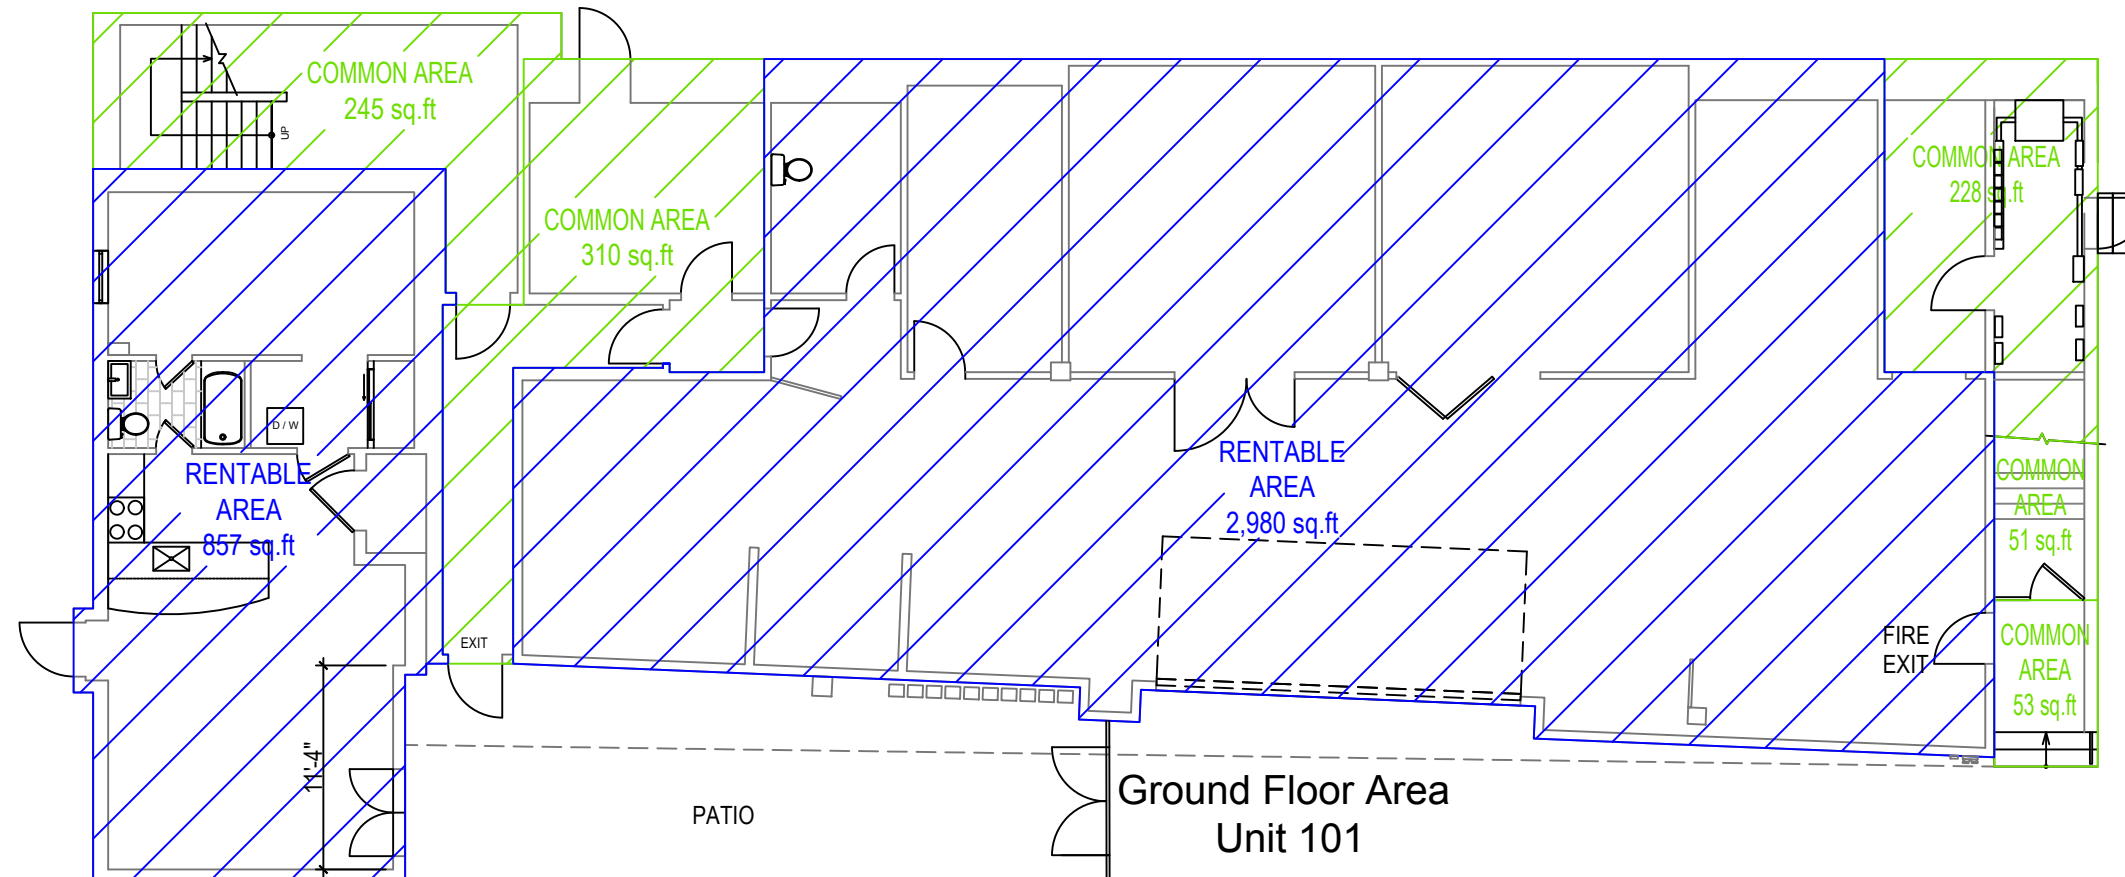 COMMON AREA
245 sq.ft
UP
COMMON AREA
310 sq.ft
COMMON AREA
228 sq.ft
D / W
RENTABLE
AREA
857 sq.ft
RENTABLE
AREA
2,980 sq.ft
COMMON
AREA
51 sq.ft
EXIT
FIRE
EXIT
COMMON
AREA
53 sq.ft
11'-4"
PATIO
Ground Floor Area
Unit 101